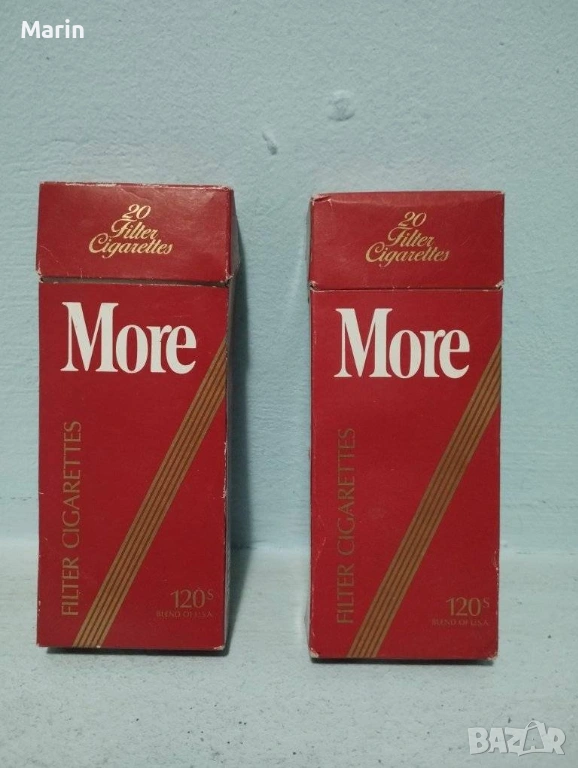 Marin
20
Filter
Cigarettes
More
FILTER CIGARETTES
120s
BLEND OF U.S.A
20
Filter
Cigarettes
More
FILTER CIGARETTES
120s
BLEND OF U.S.A
BAZAR